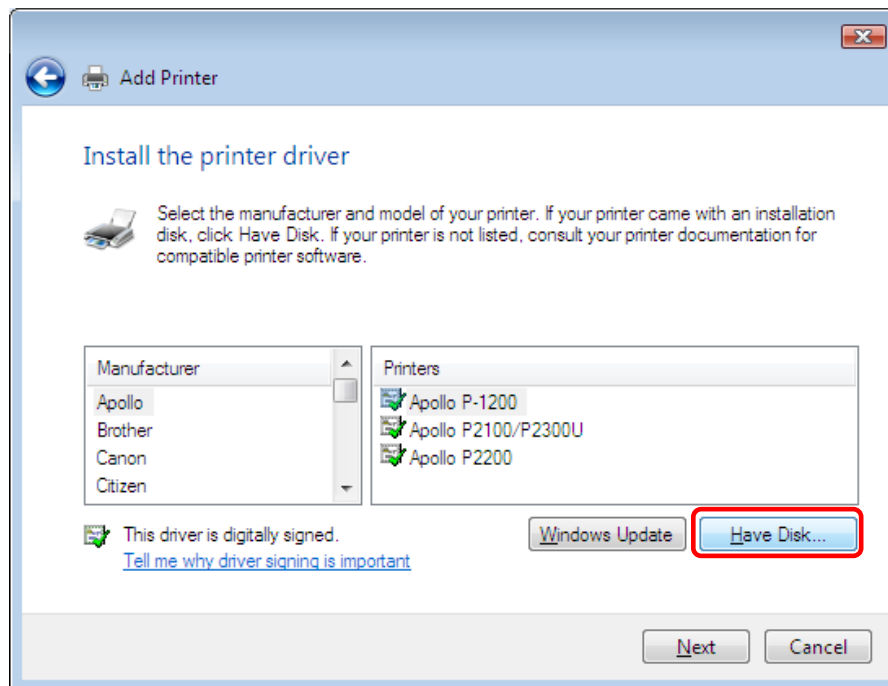 Add Printer
Install the printer driver
Select the manufacturer and model of your printer. If your printer came with an installation
disk, click Have Disk. If your printer is not listed, consult your printer documentation for
compatible printer software.
Manufacturer
Apollo
Brother
Canon
Citizen
Printers
Apollo P-1200
Apollo P2100/P2300U
Apollo P2200
This driver is digitally signed.
Tell me why driver signing is important
Windows Update
Have Disk...
Next
Cancel